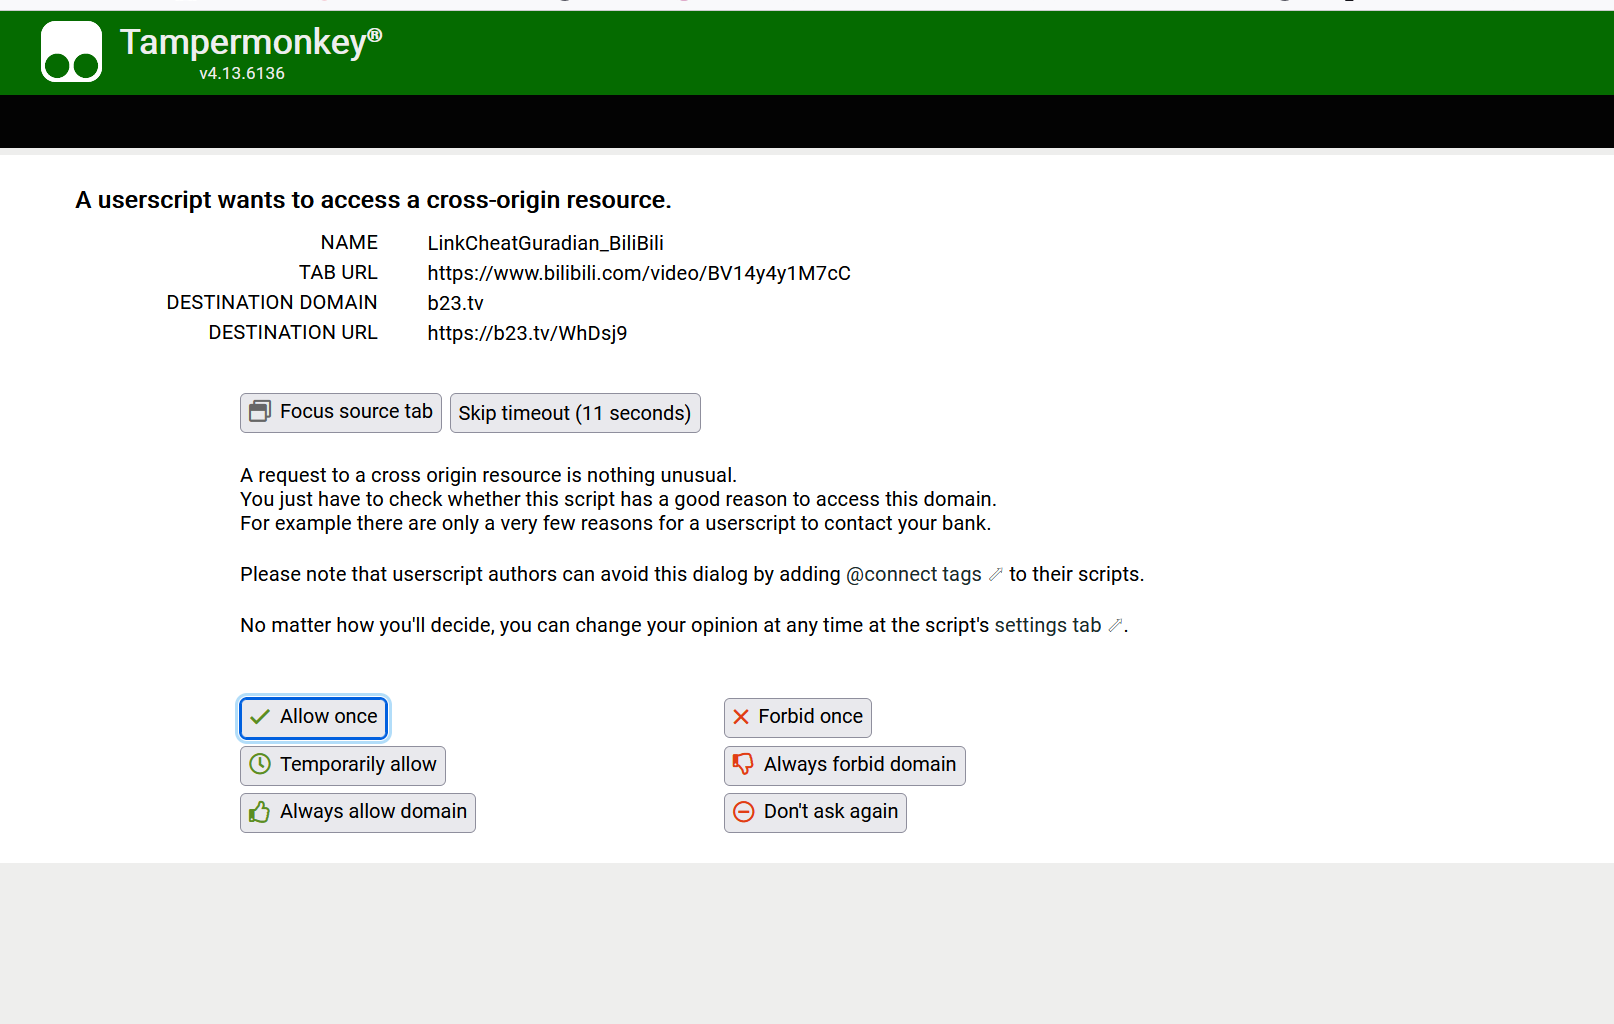 Tampermonkey®
v4.13.6136
A userscript wants to access a cross-origin resource.
NAME LinkCheatGuradian_BiliBili
TAB URL https://www.bilibili.com/video/BV14y4y1M7cC
DESTINATION DOMAIN b23.tv
DESTINATION URL https://b23.tv/WhDsj9
Focus source tab Skip timeout (11 seconds)
A request to a cross origin resource is nothing unusual.
You just have to check whether this script has a good reason to access this domain.
For example there are only a very few reasons for a userscript to contact your bank.
Please note that userscript authors can avoid this dialog by adding @connect tags to their scripts.
No matter how you'll decide, you can change your opinion at any time at the script's settings tab .
Allow once Forbid once
Temporarily allow Always forbid domain
Always allow domain Don't ask again